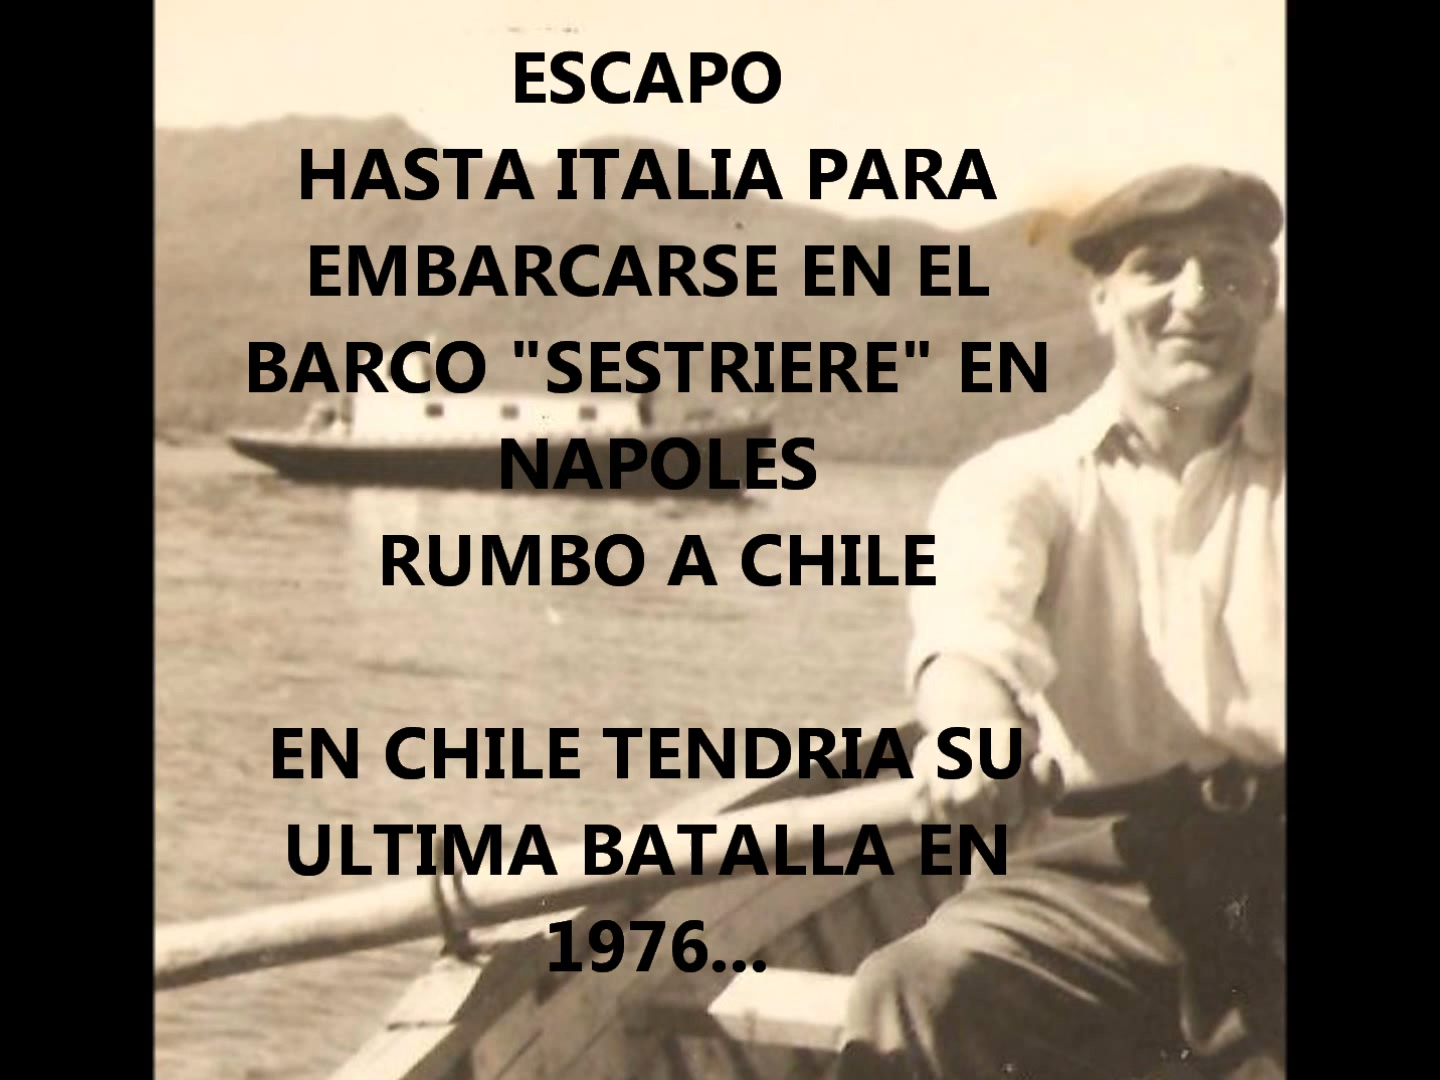 ESCAPO
HASTA ITALIA PARA
EMBARCARSE EN EL
BARCO "SESTRIERE" EN
NAPOLES
RUMBO A CHILE
EN CHILE TENDRIA SU
ULTIMA BATALLA EN
1976...